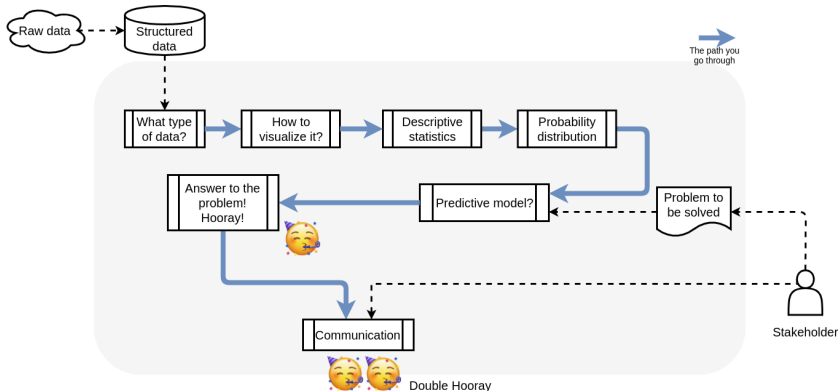 Raw data
Structured
data
The path you
go through
What type
of data?
How to
visualize it?
Descriptive
statistics
Probability
distribution
Answer to the
problem!
Hooray!
Predictive model?
Problem to
be solved
Stakeholder
Communication
Double Hooray